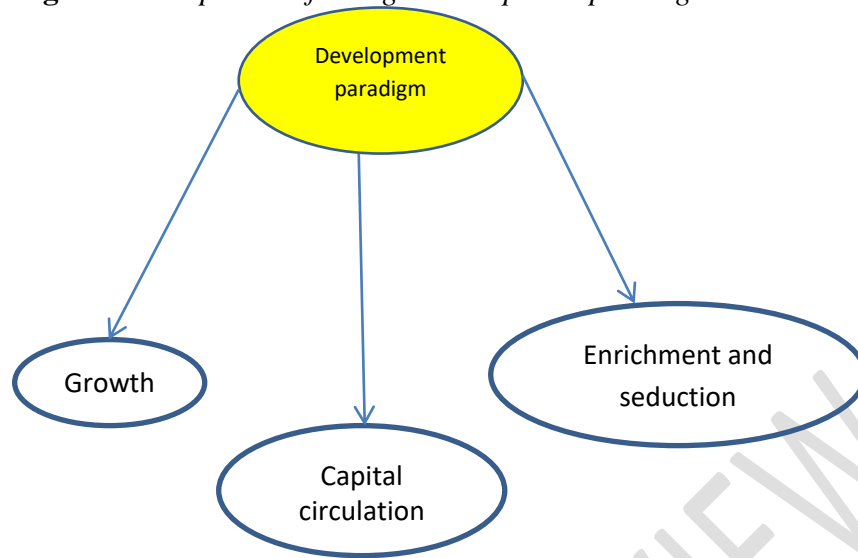 Development
paradigm
Growth
Enrichment and
seduction
Capital
circulation